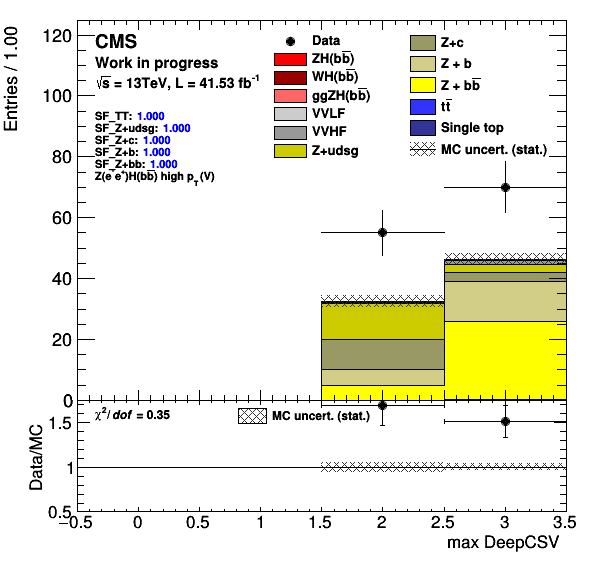 Entries / 1.00
120
100
80
60
40
20
0
CMS
Work in progress
√s = 13TeV, L = 41.53 fb⁻¹
SF_TT: 1.000
SF_Z+udsg: 1.000
SF_Z+c: 1.000
SF_Z+b: 1.000
SF_Z+bb: 1.000
Z(e⁻e⁺)H(bb̅) high p_T(V)
Data
ZH(bb̅)
WH(bb̅)
ggZH(bb̅)
VVLF
VVHF
Z+udsg
Z+c
Z + b
Z + bb̅
tt̅
Single top
MC uncert. (stat.)
Data/MC
1.5
1
0.5
χ²/dof = 0.35
MC uncert. (stat.)
−0.5 0 0.5 1 1.5 2 2.5 3 3.5
max DeepCSV